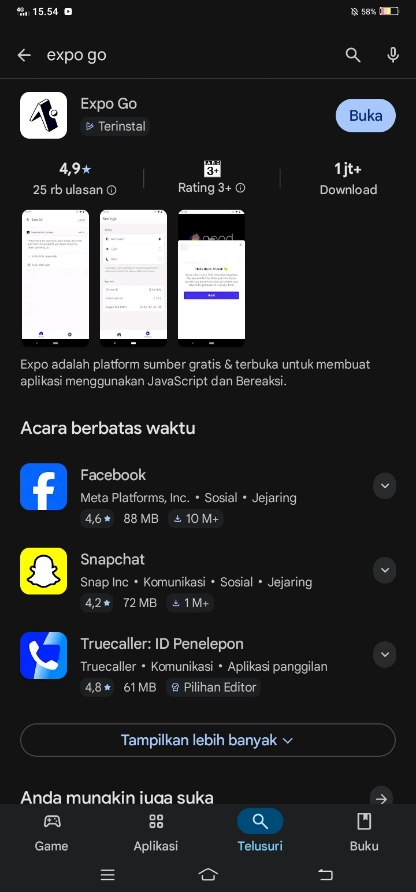 4G 15.54 58%
expo go
Expo Go
Terinstal
Buka
4,9★
25 rb ulasan
3+
Rating 3+
1 jt+
Download
Expo adalah platform sumber gratis & terbuka untuk membuat
aplikasi menggunakan JavaScript dan Bereaksi.
Acara berbatas waktu
Facebook
Meta Platforms, Inc. • Sosial • Jejaring
4,6★ 88 MB 10 M+
Snapchat
Snap Inc • Komunikasi • Sosial • Jejaring
4,2★ 72 MB 1 M+
Truecaller: ID Penelepon
Truecaller • Komunikasi • Aplikasi panggilan
4,8★ 61 MB Pilihan Editor
Tampilkan lebih banyak
Anda mungkin juga suka
Game Aplikasi Telusuri Buku